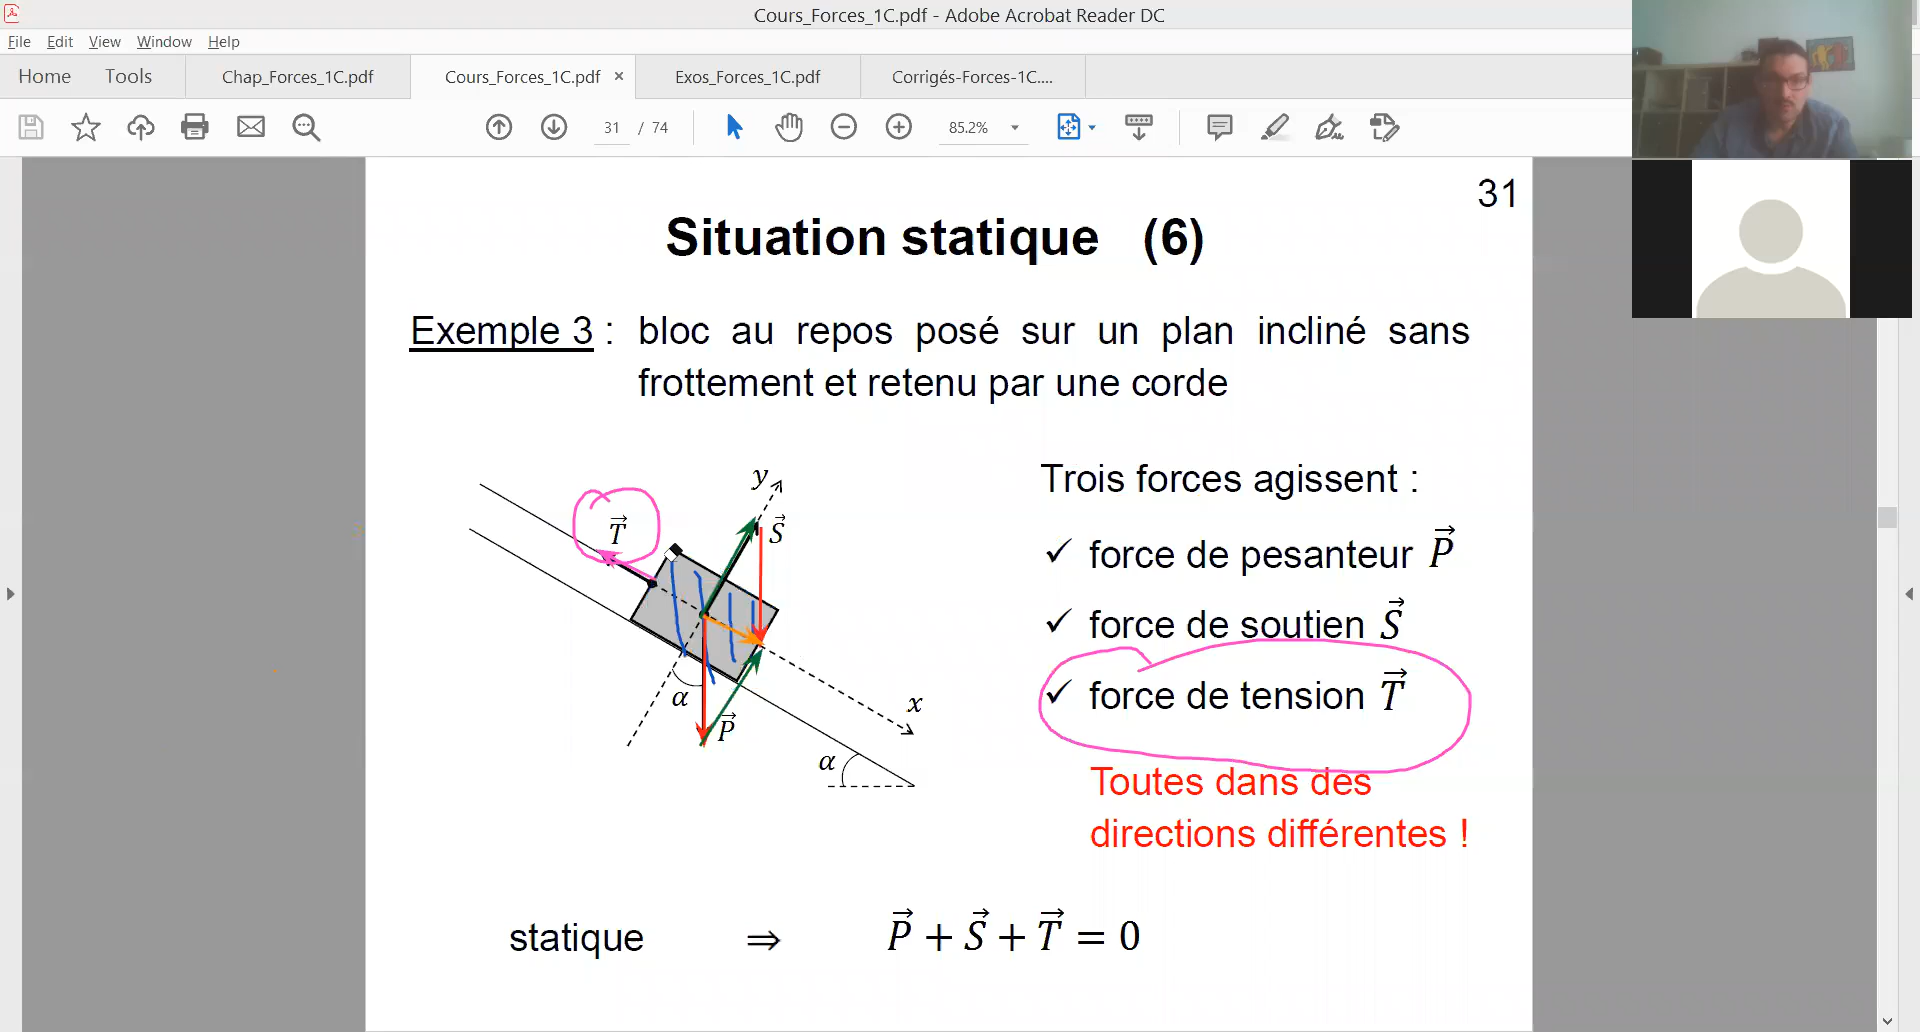 Cours_Forces_1C.pdf - Adobe Acrobat Reader DC
File Edit View Window Help
Home Tools Chap_Forces_1C.pdf Cours_Forces_1C.pdf × Exos_Forces_1C.pdf Corrigés-Forces-1C....
31 / 74 85.2%
31
Situation statique (6)
Exemple 3 : bloc au repos posé sur un plan incliné sans
frottement et retenu par une corde
y
T⃗
S⃗
α
P⃗
x
α
Trois forces agissent :
✓ force de pesanteur P⃗
✓ force de soutien S⃗
✓ force de tension T⃗
Toutes dans des
directions différentes !
statique ⇒ P⃗ + S⃗ + T⃗ = 0